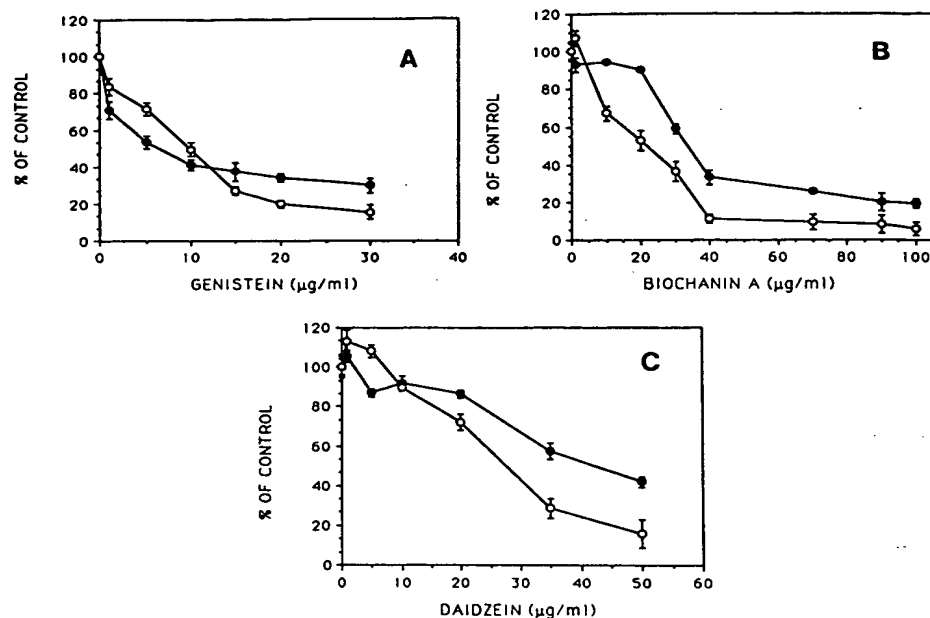 A
% OF CONTROL
120
100
80
60
40
20
0
0 10 20 30 40
GENISTEIN (µg/ml)
B
% OF CONTROL
120
100
80
60
40
20
0
0 20 40 60 80 100
BIOCHANIN A (µg/ml)
C
% OF CONTROL
120
100
80
60
40
20
0
0 10 20 30 40 50 60
DAIDZEIN (µg/ml)